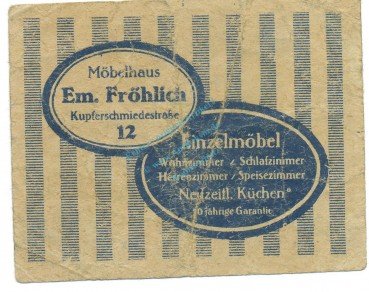 Möbelhaus
Em. Fröhlich
Kupferschmiedestraße
12
Einzelmöbel
Wohnzimmer / Schlafzimmer
Herrenzimmer / Speisezimmer
Neuzeitl. Küchen
10 jährige Garantie